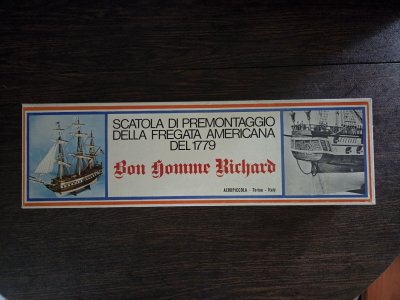 SCATOLA DI PREMONTAGGIO
DELLA FREGATA AMERICANA
DEL 1779
Bon Homme Richard
AEROPICCOLA - Torino - Italy